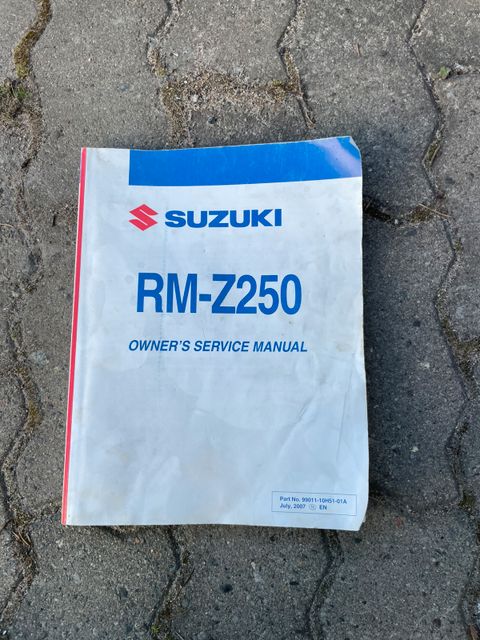 SUZUKI
RM-Z250
OWNER'S SERVICE MANUAL
Part No. 99011-10H51-01A
July, 2007 EN